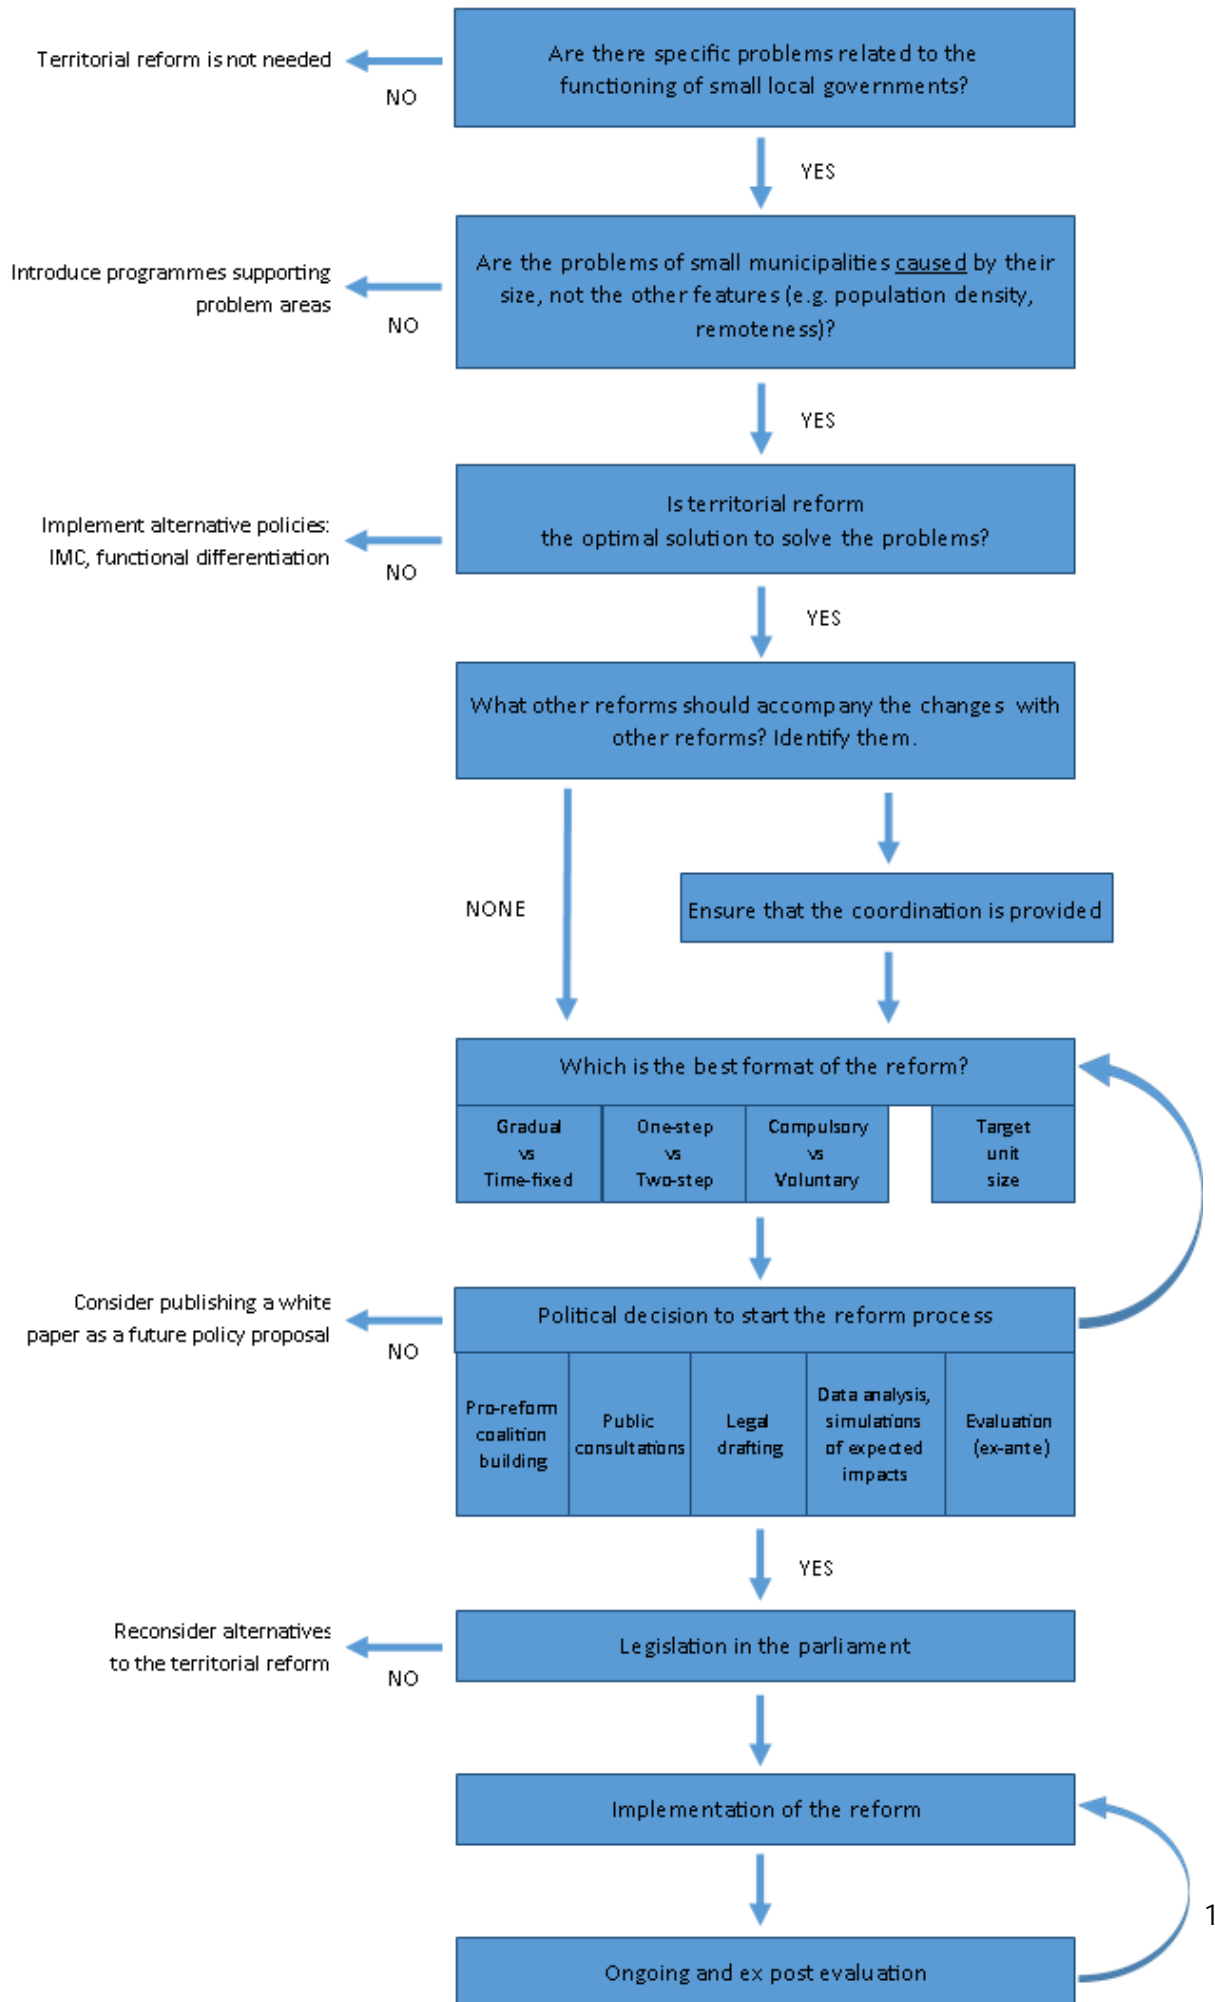 Are there specific problems related to the
functioning of small local governments?
Territorial reform is not needed
NO
YES
Are the problems of small municipalities caused by their
size, not the other features (e.g. population density,
remoteness)?
Introduce programmes supporting
problem areas
NO
YES
Is territorial reform
the optimal solution to solve the problems?
Implement alternative policies:
IMC, functional differentiation
NO
YES
What other reforms should accompany the changes with
other reforms? Identify them.
NONE
Ensure that the coordination is provided
Which is the best format of the reform?
Gradual
vs
Time-fixed
One-step
vs
Two-step
Compulsory
vs
Voluntary
Target
unit
size
Political decision to start the reform process
Consider publishing a white
paper as a future policy proposal
NO
Pro-reform
coalition
building
Public
consultations
Legal
drafting
Data analysis,
simulations
of expected
impacts
Evaluation
(ex-ante)
YES
Legislation in the parliament
Reconsider alternatives
to the territorial reform
NO
Implementation of the reform
1
Ongoing and ex post evaluation